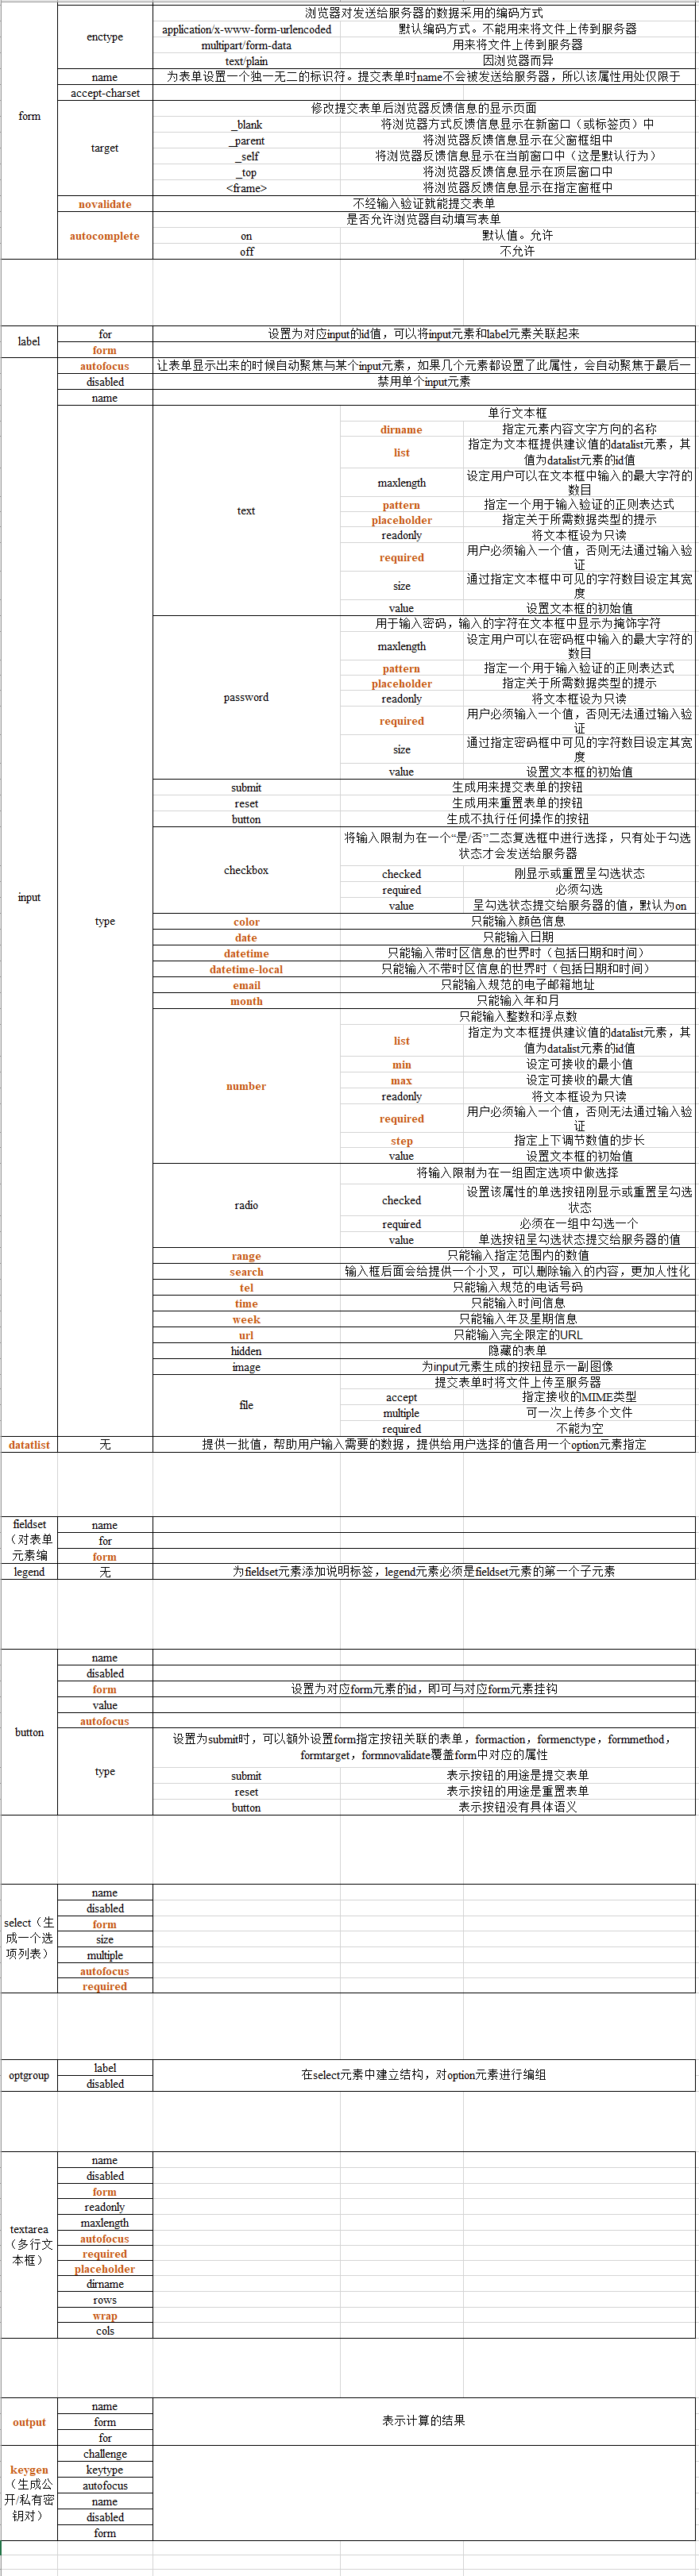 浏览器对发送给服务器的数据采用的编码方式
enctype
application/x-www-form-urlencoded 默认编码方式。不能用来将文件上传到服务器
multipart/form-data 用来将文件上传到服务器
text/plain 因浏览器而异
name 为表单设置一个独一无二的标识符。提交表单时name不会被发送给服务器，所以该属性用处仅限于
accept-charset
form
修改提交表单后浏览器反馈信息的显示页面
target
_blank 将浏览器方式反馈信息显示在新窗口（或标签页）中
_parent 将浏览器反馈信息显示在父窗框组中
_self 将浏览器反馈信息显示在当前窗口中（这是默认行为）
_top 将浏览器反馈信息显示在顶层窗口中
<frame> 将浏览器反馈信息显示在指定窗框中
novalidate 不经输入验证就能提交表单
是否允许浏览器自动填写表单
autocomplete
on 默认值。允许
off 不允许
label
for 设置为对应input的id值，可以将input元素和label元素关联起来
form
autofocus 让表单显示出来的时候自动聚焦与某个input元素，如果几个元素都设置了此属性，会自动聚焦于最后一
disabled 禁用单个input元素
name
input
type
text
单行文本框
dirname 指定元素内容文字方向的名称
list 指定为文本框提供建议值的datalist元素，其
值为datalist元素的id值
maxlength 设定用户可以在文本框中输入的最大字符的
数目
pattern 指定一个用于输入验证的正则表达式
placeholder 指定关于所需数据类型的提示
readonly 将文本框设为只读
required 用户必须输入一个值，否则无法通过输入验
证
size 通过指定文本框中可见的字符数目设定其宽
度
value 设置文本框的初始值
password
用于输入密码，输入的字符在文本框中显示为掩饰字符
maxlength 设定用户可以在密码框中输入的最大字符的
数目
pattern 指定一个用于输入验证的正则表达式
placeholder 指定关于所需数据类型的提示
readonly 将文本框设为只读
required 用户必须输入一个值，否则无法通过输入验
证
size 通过指定密码框中可见的字符数目设定其宽
度
value 设置文本框的初始值
submit 生成用来提交表单的按钮
reset 生成用来重置表单的按钮
button 生成不执行任何操作的按钮
checkbox
将输入限制为在一个“是/否”二态复选框中进行选择，只有处于勾选
状态才会发送给服务器
checked 刚显示或重置呈勾选状态
required 必须勾选
value 呈勾选状态提交给服务器的值，默认为on
color 只能输入颜色信息
date 只能输入日期
datetime 只能输入带时区信息的世界时（包括日期和时间）
datetime-local 只能输入不带时区信息的世界时（包括日期和时间）
email 只能输入规范的电子邮箱地址
month 只能输入年和月
number
只能输入整数和浮点数
list 指定为文本框提供建议值的datalist元素，其
值为datalist元素的id值
min 设定可接收的最小值
max 设定可接收的最大值
readonly 将文本框设为只读
required 用户必须输入一个值，否则无法通过输入验
证
step 指定上下调节数值的步长
value 设置文本框的初始值
radio
将输入限制为在一组固定选项中做选择
checked 设置该属性的单选按钮刚显示或重置呈勾选
状态
required 必须在一组中勾选一个
value 单选按钮呈勾选状态提交给服务器的值
range 只能输入指定范围内的数值
search 输入框后面会给提供一个小叉，可以删除输入的内容，更加人性化
tel 只能输入规范的电话号码
time 只能输入时间信息
week 只能输入年及星期信息
url 只能输入完全限定的URL
hidden 隐藏的表单
image 为input元素生成的按钮显示一副图像
file
提交表单时将文件上传至服务器
accept 指定接收的MIME类型
multiple 可一次上传多个文件
required 不能为空
datatlist 无 提供一批值，帮助用户输入需要的数据，提供给用户选择的值各用一个option元素指定
fieldset
（对表单
元素编
name
for
form
legend 无 为fieldset元素添加说明标签，legend元素必须是fieldset元素的第一个子元素
button
name
disabled
form 设置为对应form元素的id，即可与对应form元素挂钩
value
autofocus
type
设置为submit时，可以额外设置form指定按钮关联的表单，formaction，formenctype，formmethod，
formtarget，formnovalidate覆盖form中对应的属性
submit 表示按钮的用途是提交表单
reset 表示按钮的用途是重置表单
button 表示按钮没有具体语义
select（生
成一个选
项列表）
name
disabled
form
size
multiple
autofocus
required
optgroup
label
disabled
在select元素中建立结构，对option元素进行编组
textarea
（多行文
本框）
name
disabled
form
readonly
maxlength
autofocus
required
placeholder
dirname
rows
wrap
cols
output
name
form
for
表示计算的结果
keygen
（生成公
开/私有密
钥对）
challenge
keytype
autofocus
name
disabled
form